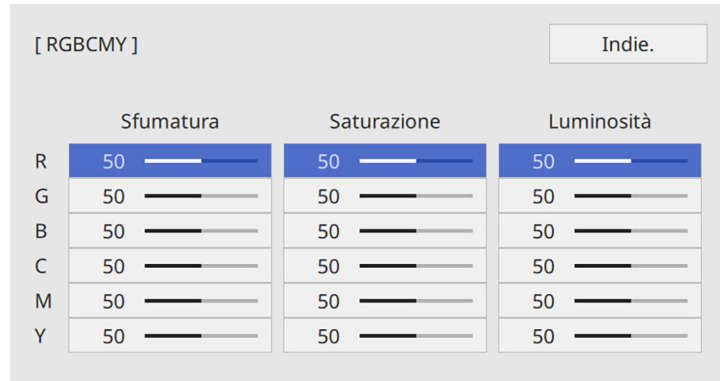 [ RGBCMY ]
Indie.
Sfumatura Saturazione Luminosità
R 50 50 50
G 50 50 50
B 50 50 50
C 50 50 50
M 50 50 50
Y 50 50 50